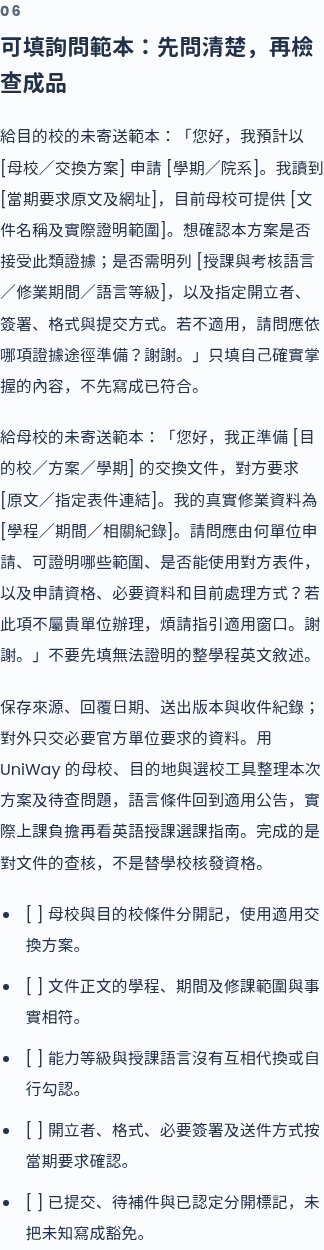 06
可填詢問範本：先問清楚，再檢
查成品
給目的校的未寄送範本：「您好，我預計以
[母校／交換方案] 申請 [學期／院系]。我讀到
[當期要求原文及網址]，目前母校可提供 [文
件名稱及實際證明範圍]。想確認本方案是否
接受此類證據；是否需明列 [授課與考核語言
／修業期間／語言等級]，以及指定開立者、
簽署、格式與提交方式。若不適用，請問應依
哪項證據途徑準備？謝謝。」只填自己確實掌
握的內容，不先寫成已符合。
給母校的未寄送範本：「您好，我正準備 [目
的校／方案／學期] 的交換文件，對方要求
[原文／指定表件連結]。我的真實修業資料為
[學程／期間／相關紀錄]。請問應由何單位申
請、可證明哪些範圍、是否能使用對方表件，
以及申請資格、必要資料和目前處理方式？若
此項不屬貴單位辦理，煩請指引適用窗口。謝
謝。」不要先填無法證明的整學程英文敘述。
保存來源、回覆日期、送出版本與收件紀錄；
對外只交必要官方單位要求的資料。用
UniWay 的母校、目的地與選校工具整理本次
方案及待查問題，語言條件回到適用公告，實
際上課負擔再看英語授課選課指南。完成的是
對文件的查核，不是替學校核發資格。
• [ ] 母校與目的校條件分開記，使用適用交
換方案。
• [ ] 文件正文的學程、期間及修課範圍與事
實相符。
• [ ] 能力等級與授課語言沒有互相代換或自
行勾認。
• [ ] 開立者、格式、必要簽署及送件方式按
當期要求確認。
• [ ] 已提交、待補件與已認定分開標記，未
把未知寫成豁免。